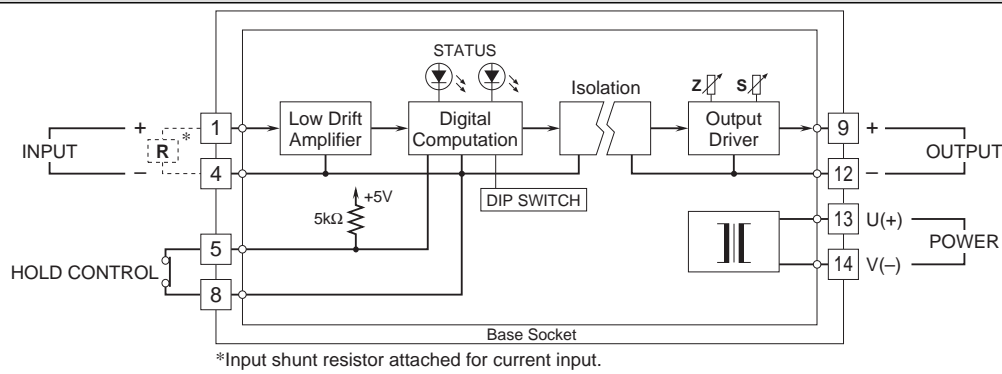 STATUS
Isolation
Z
S
Low Drift
Amplifier
Digital
Computation
Output
Driver
INPUT
+
–
R
*
1
4
9
+
12
–
OUTPUT
DIP SWITCH
+5V
5kΩ
HOLD CONTROL
5
8
13
U(+)
14
V(–)
POWER
Base Socket
*Input shunt resistor attached for current input.